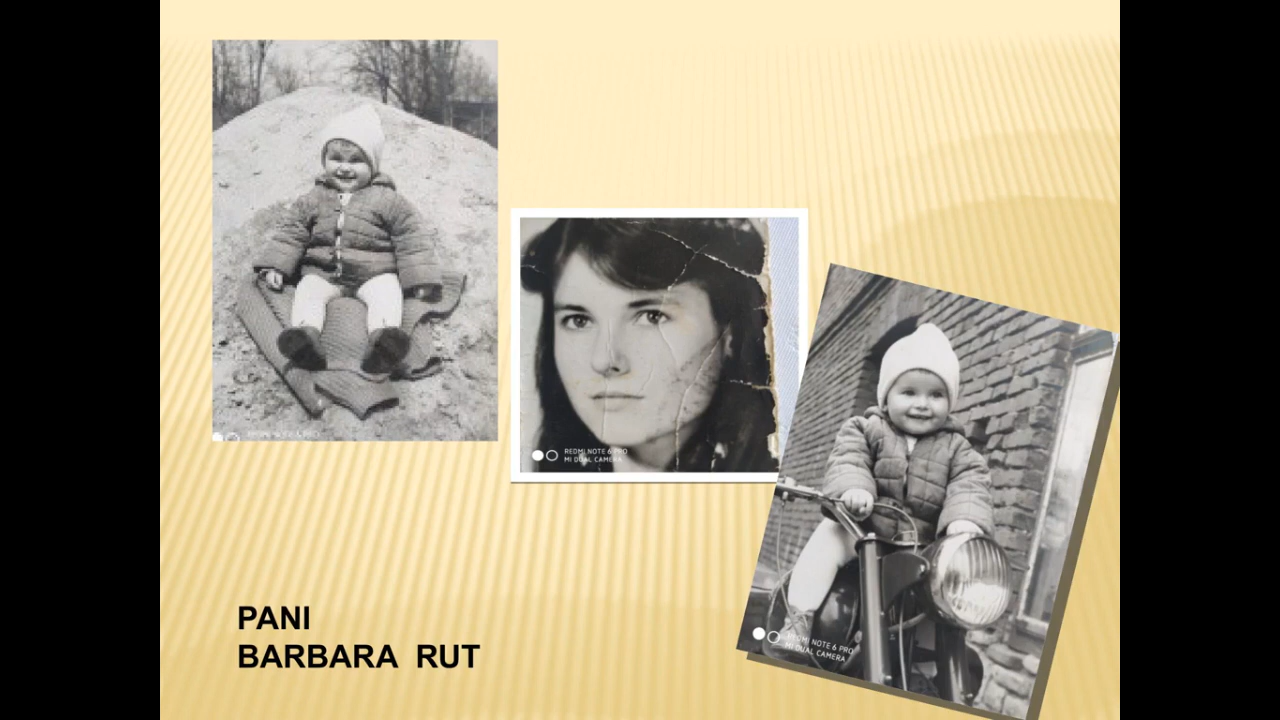 REDMI NOTE 6 PRO
MI DUAL CAMERA
REDMI NOTE 6 PRO
MI DUAL CAMERA
PANI
BARBARA RUT